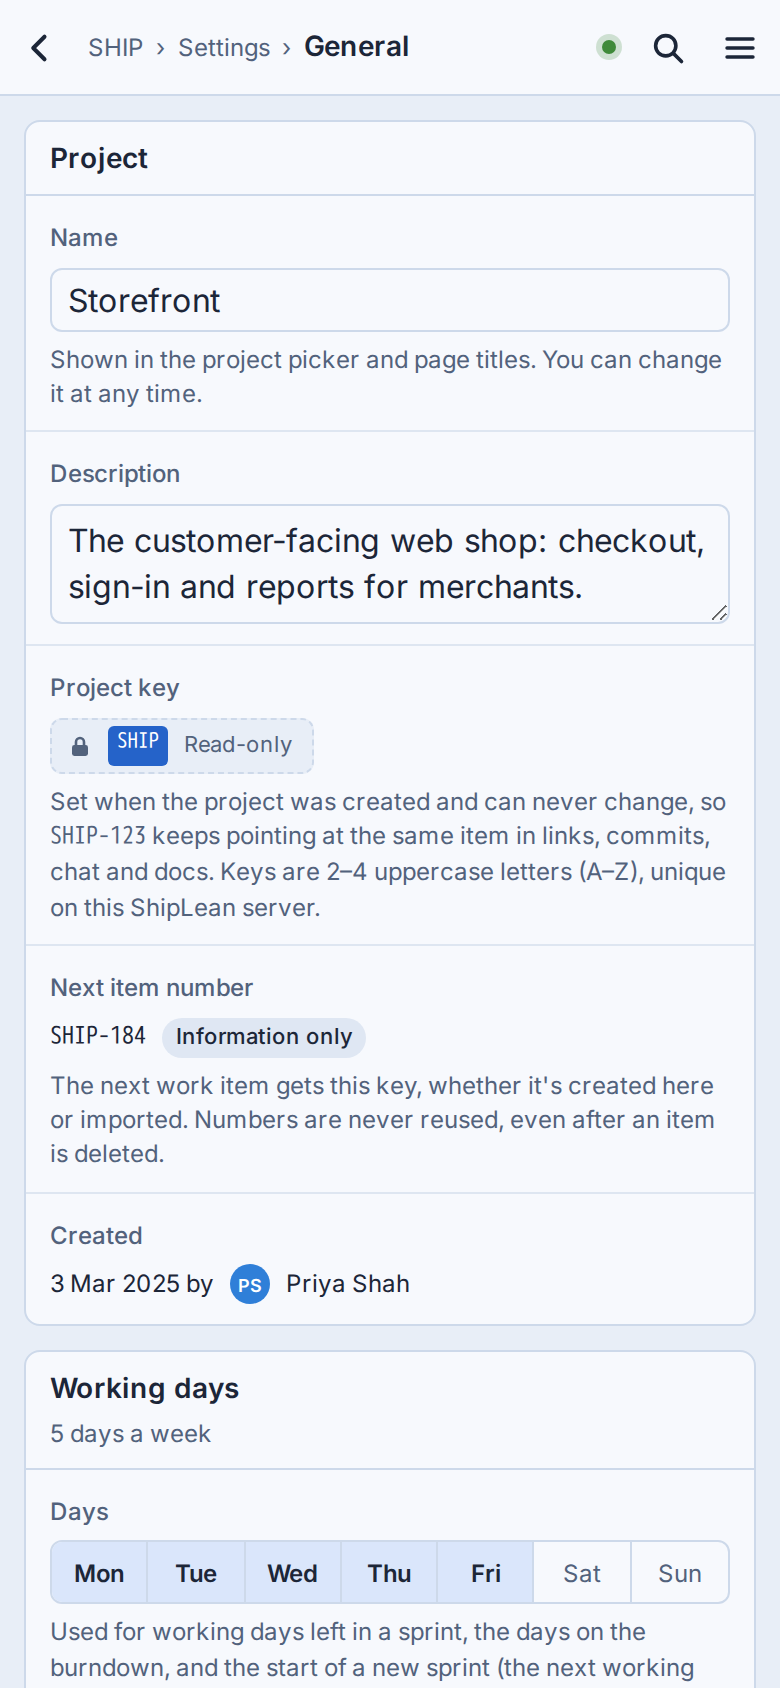 SHIP › Settings › General
Project
Name
Storefront
Shown in the project picker and page titles. You can change
it at any time.
Description
The customer-facing web shop: checkout,
sign-in and reports for merchants.
Project key
SHIP Read-only
Set when the project was created and can never change, so
SHIP-123 keeps pointing at the same item in links, commits,
chat and docs. Keys are 2–4 uppercase letters (A–Z), unique
on this ShipLean server.
Next item number
SHIP-184 Information only
The next work item gets this key, whether it's created here
or imported. Numbers are never reused, even after an item
is deleted.
Created
3 Mar 2025 by PS Priya Shah
Working days
5 days a week
Days
Mon Tue Wed Thu Fri Sat Sun
Used for working days left in a sprint, the days on the
burndown, and the start of a new sprint (the next working